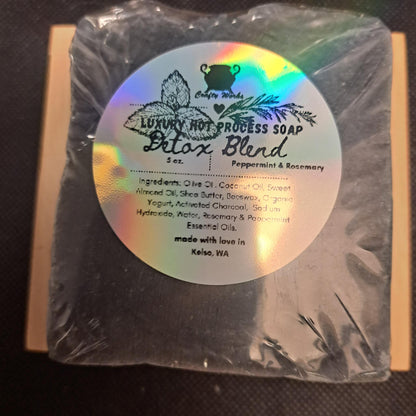 Crafty Works
LUXURY HOT PROCESS SOAP
Detox Blend
5 oz.
Peppermint & Rosemary
Ingredients: Olive Oil, Coconut Oil, Sweet
Almond Oil, Shea Butter, Beeswax, Organic
Yogurt, Activated Charcoal, Sodium
Hydroxide, Water, Rosemary & Peppermint
Essential Oils.
made with love in
Kelso, WA